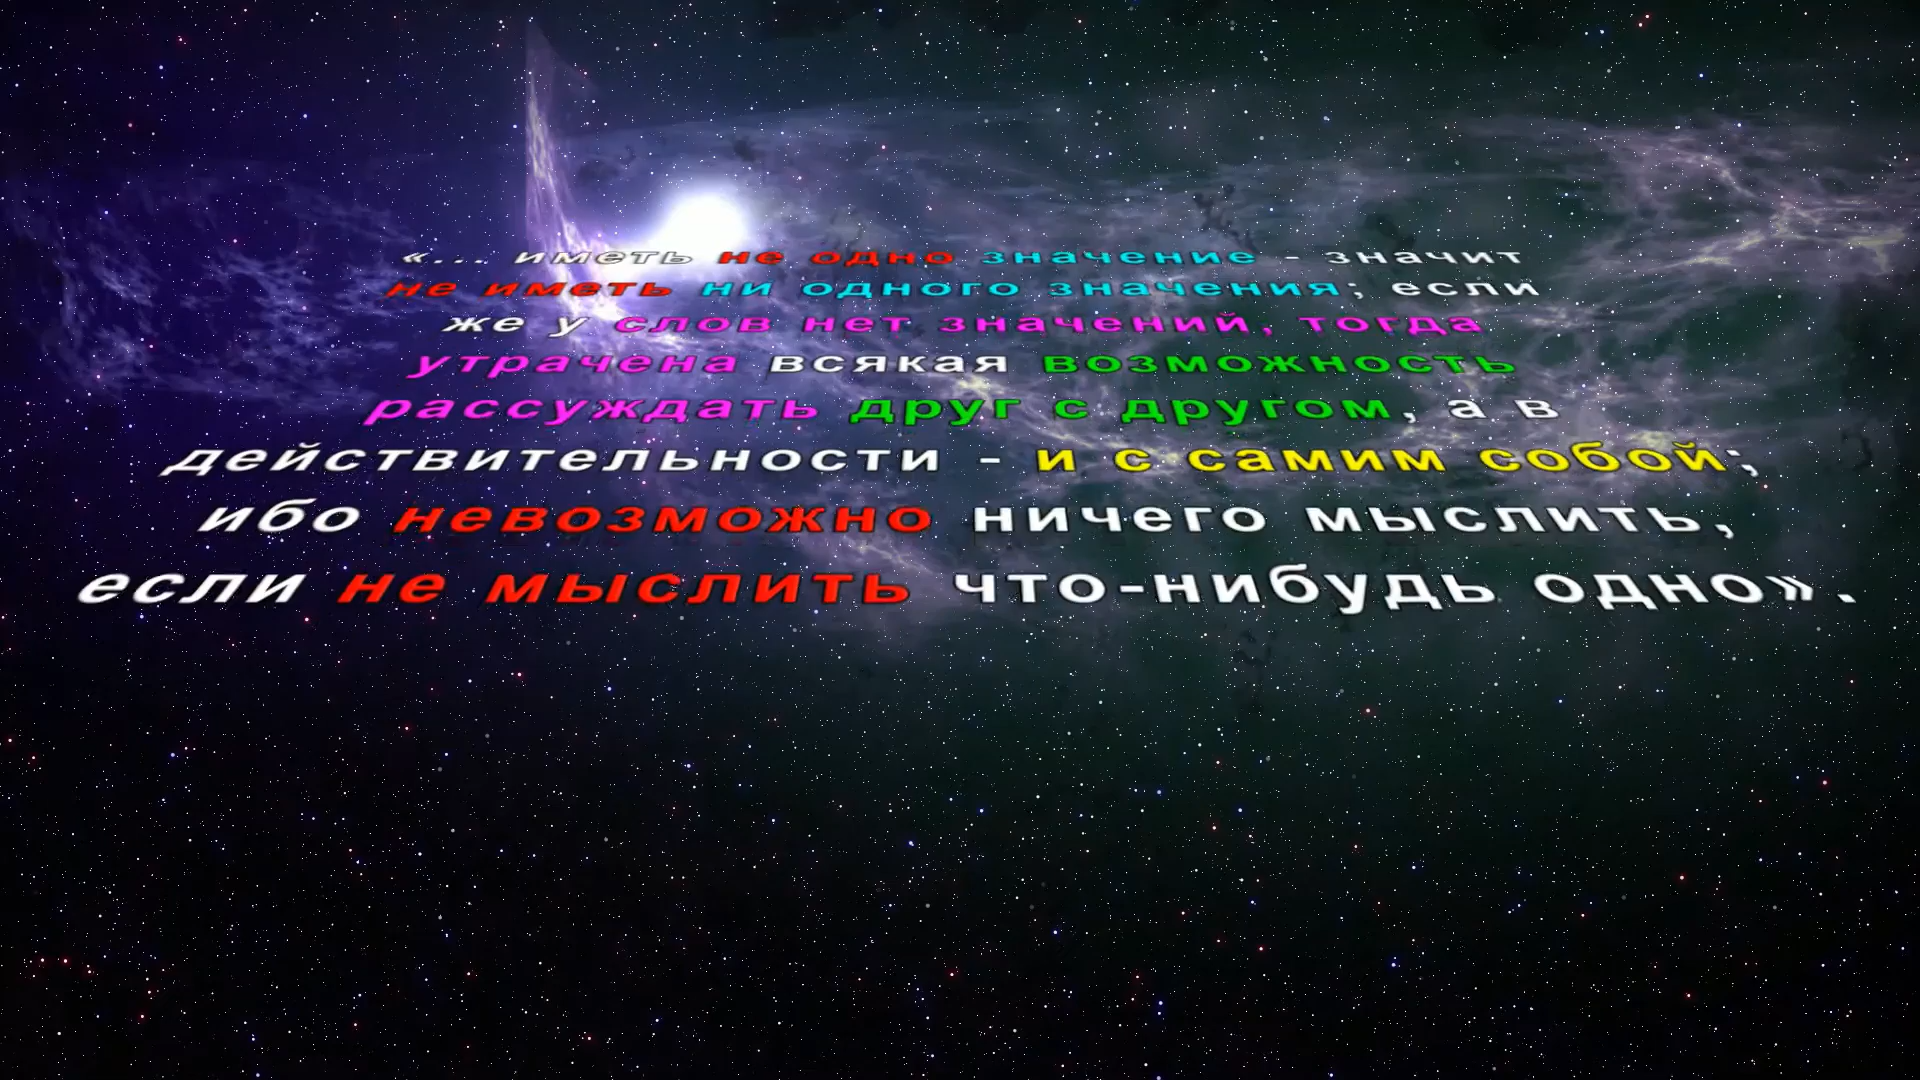 «... иметь не одно значение - значит
не иметь ни одного значения; если
же у слов нет значений, тогда
утрачена всякая возможность
рассуждать друг с другом, а в
действительности - и с самим собой;
ибо невозможно ничего мыслить,
если не мыслить что-нибудь одно».